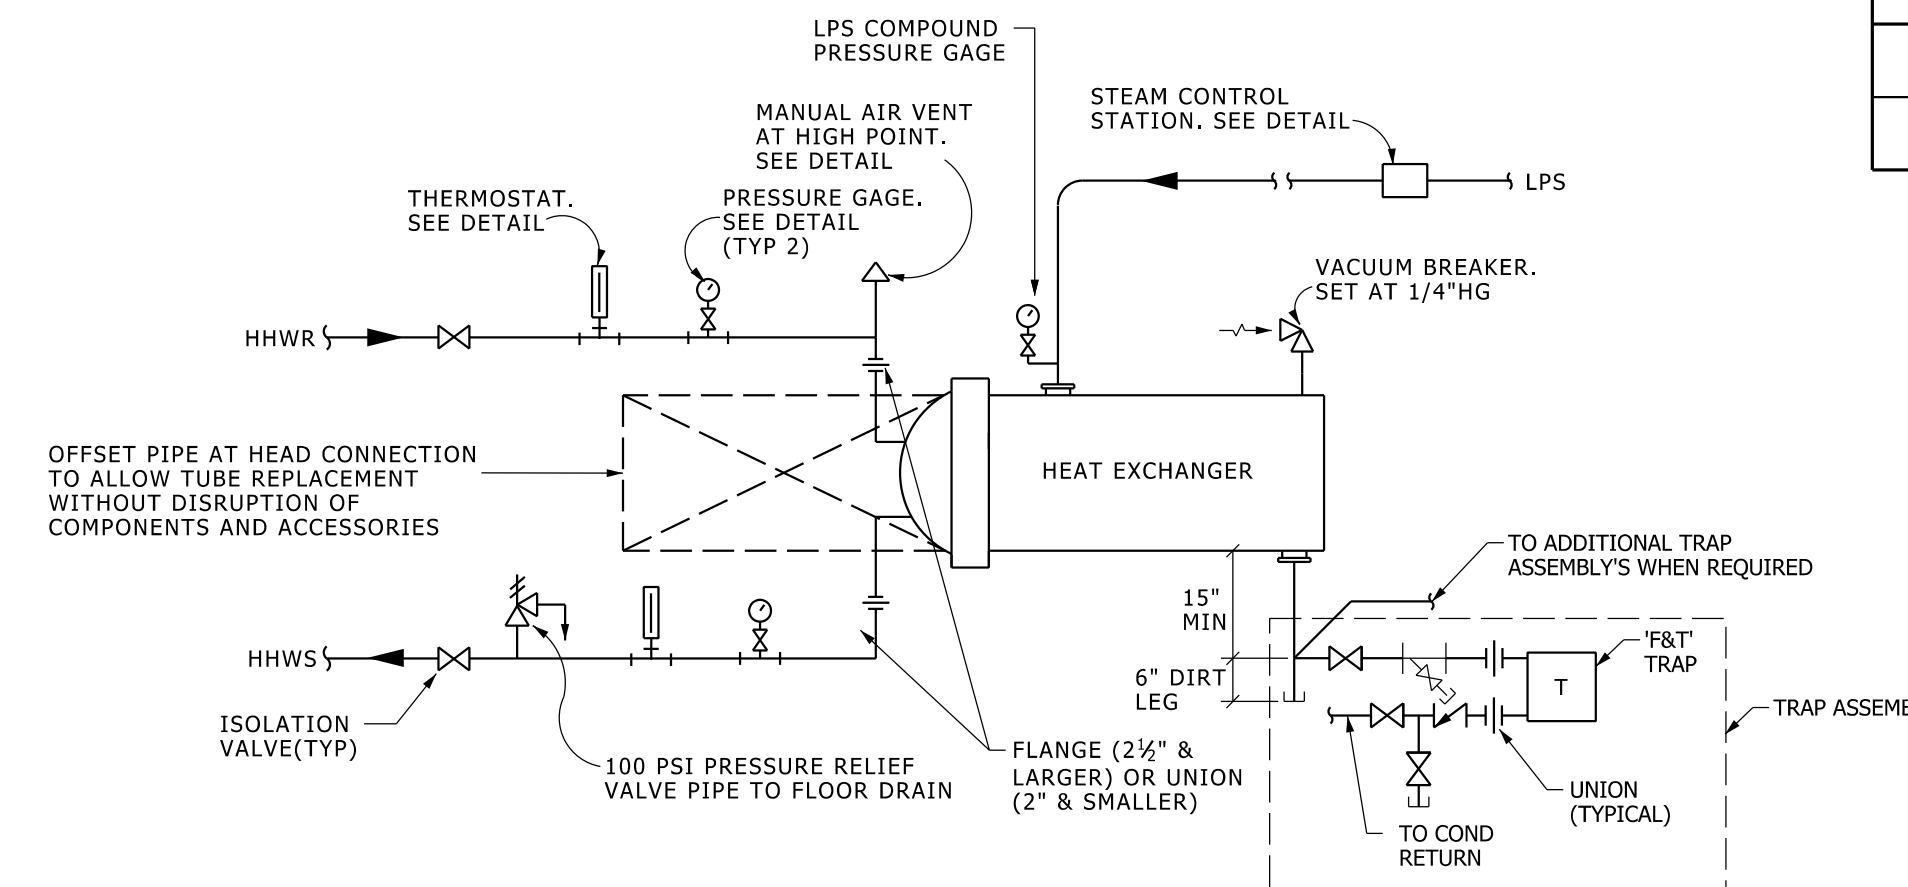 LPS COMPOUND
PRESSURE GAGE
STEAM CONTROL
STATION. SEE DETAIL
LPS
MANUAL AIR VENT
AT HIGH POINT.
SEE DETAIL
THERMOSTAT.
SEE DETAIL
PRESSURE GAGE.
SEE DETAIL
(TYP 2)
VACUUM BREAKER.
SET AT 1/4"HG
HHWR
OFFSET PIPE AT HEAD CONNECTION
TO ALLOW TUBE REPLACEMENT
WITHOUT DISRUPTION OF
COMPONENTS AND ACCESSORIES
HEAT EXCHANGER
TO ADDITIONAL TRAP
ASSEMBLY'S WHEN REQUIRED
15"
MIN
6" DIRT
LEG
'F&T'
TRAP
T
HHWS
TRAP ASSEME
ISOLATION
VALVE(TYP)
100 PSI PRESSURE RELIEF
VALVE PIPE TO FLOOR DRAIN
FLANGE (2½" &
LARGER) OR UNION
(2" & SMALLER)
UNION
(TYPICAL)
TO COND
RETURN